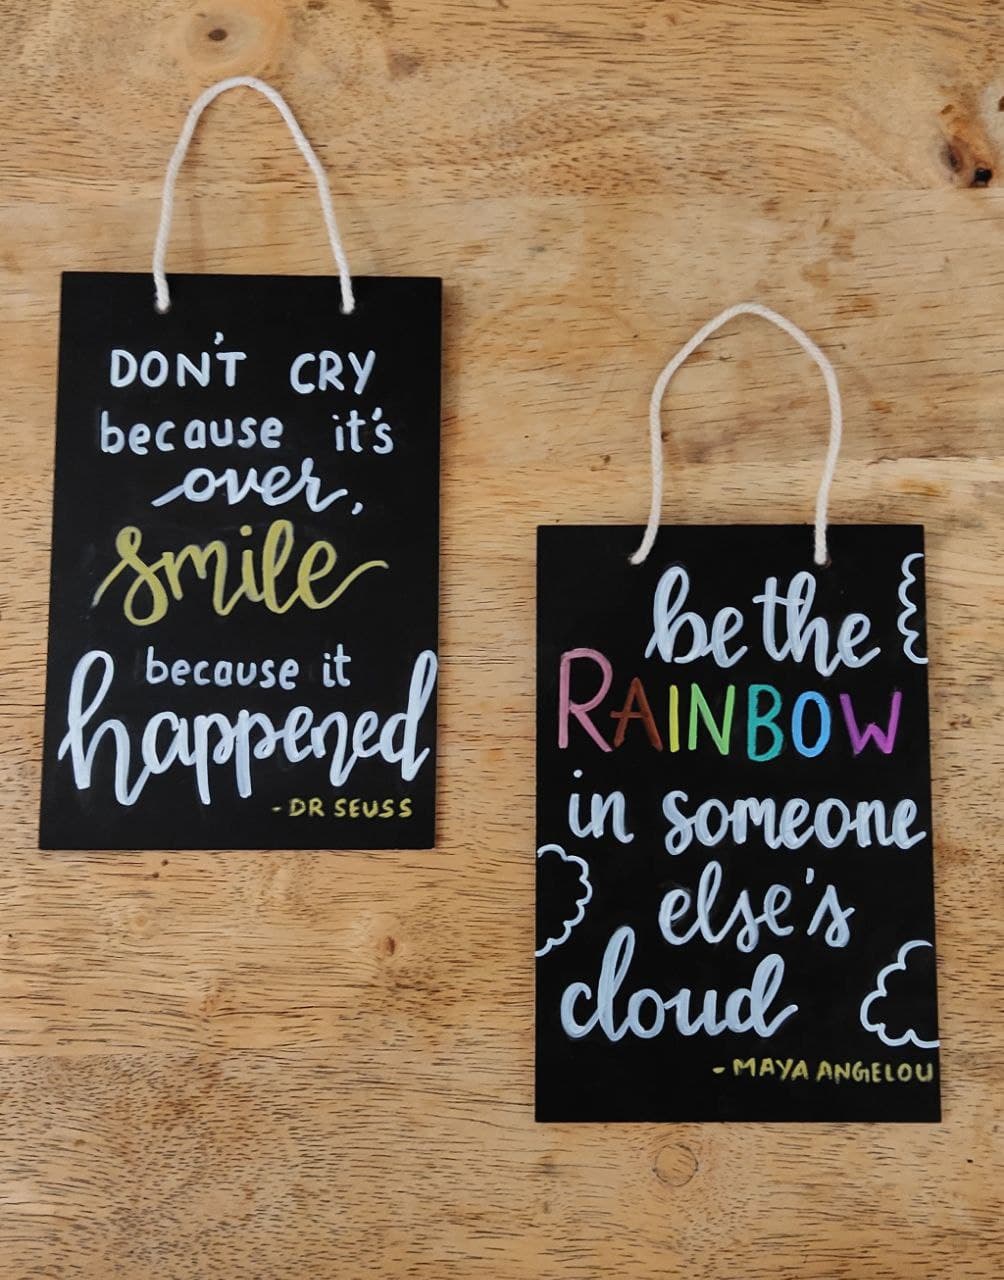 DON'T CRY
because it's
over,
smile
because it
happened
- DR SEUSS
be the
RAINBOW
in someone
else's
cloud
- MAYA ANGELOU